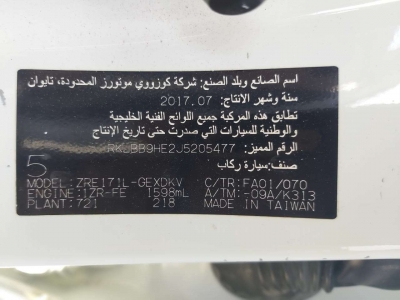 اسم الصانع وبلد الصنع: شركة كوزووي موتورز المحدودة، تايوان
سنة وشهر الانتاج: 2017.07
تطابق هذه المركبة جميع اللوائح الفنية الخليجية
والوطنية للسيارات التي صدرت حتى تاريخ الإنتاج
الرقم المميز: BB9HE2J5205477
صنف: سيارة ركاب
5
MODEL: ZRE171L-GEXDKV C/TR: FA01/070
ENGINE: 1ZR-FE 1598mL A/TM: -09A/K313
PLANT: 721 218 MADE IN TAIWAN